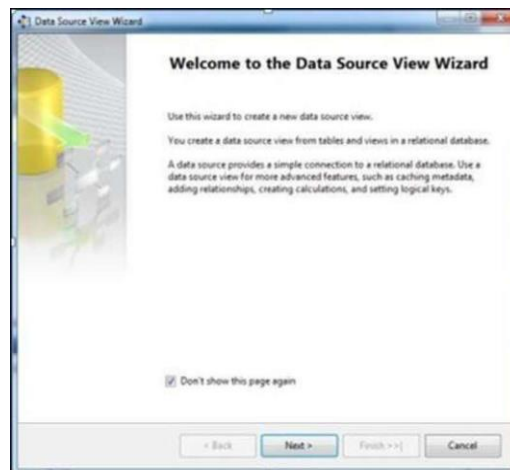 Data Source View Wizard
Welcome to the Data Source View Wizard
Use this wizard to create a new data source view.
You create a data source view from tables and views in a relational database.
A data source provides a simple connection to a relational database. Use a
data source view for more advanced features, such as caching metadata,
adding relationships, creating calculations, and setting logical keys.
Don't show this page again
< Back Next > Finish >>| Cancel